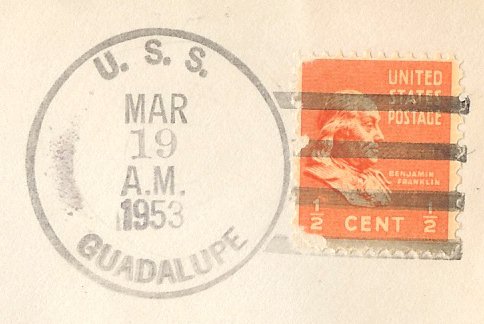 U. S. S.
MAR
19
A.M.
1953
GUADALUPE
UNITED
STATES
POSTAGE
BENJAMIN
FRANKLIN
1/2 CENT 1/2